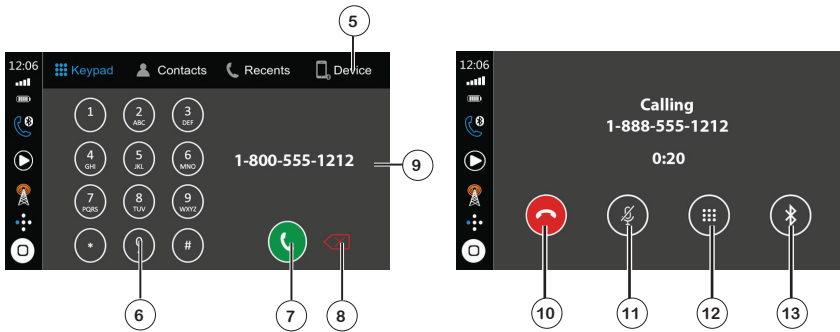 5
12:06
Keypad
Contacts
Recents
Device
1
2
ABC
3
DEF
4
GHI
5
JKL
6
MNO
1-800-555-1212
9
7
PQRS
8
TUV
9
WXYZ
*
#
6
7
8
12:06
Calling
1-888-555-1212
0:20
10
11
12
13